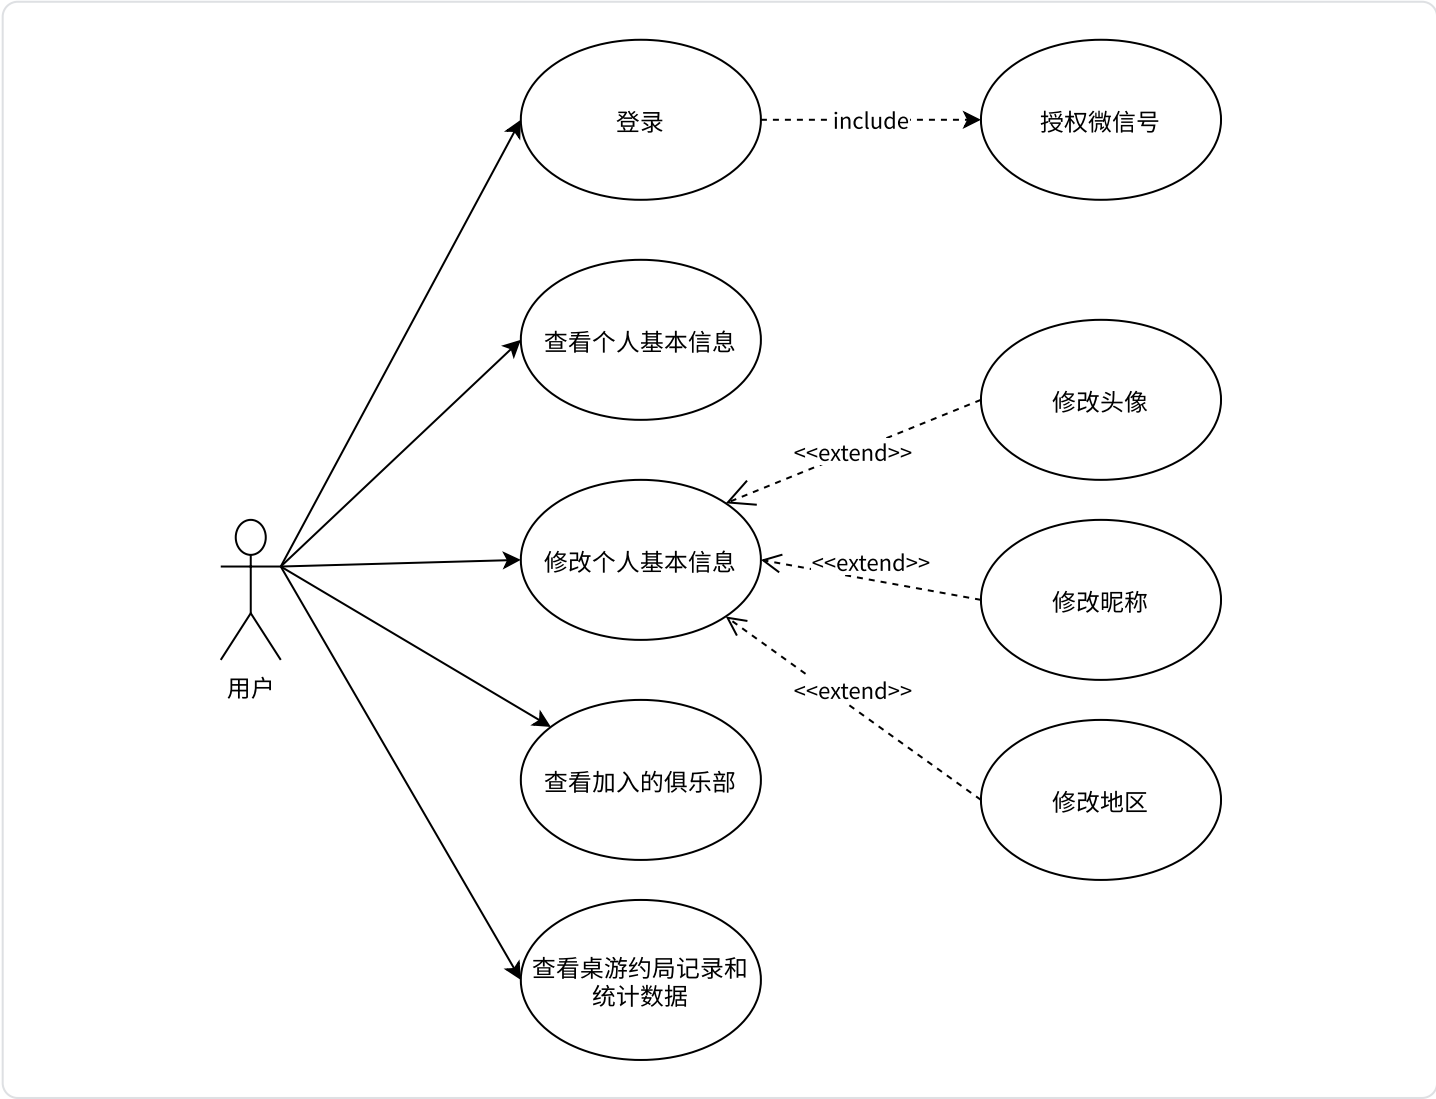 登录
include
授权微信号
查看个人基本信息
修改头像
<<extend>>
修改个人基本信息
<<extend>>
修改昵称
用户
<<extend>>
查看加入的俱乐部
修改地区
查看桌游约局记录和
统计数据